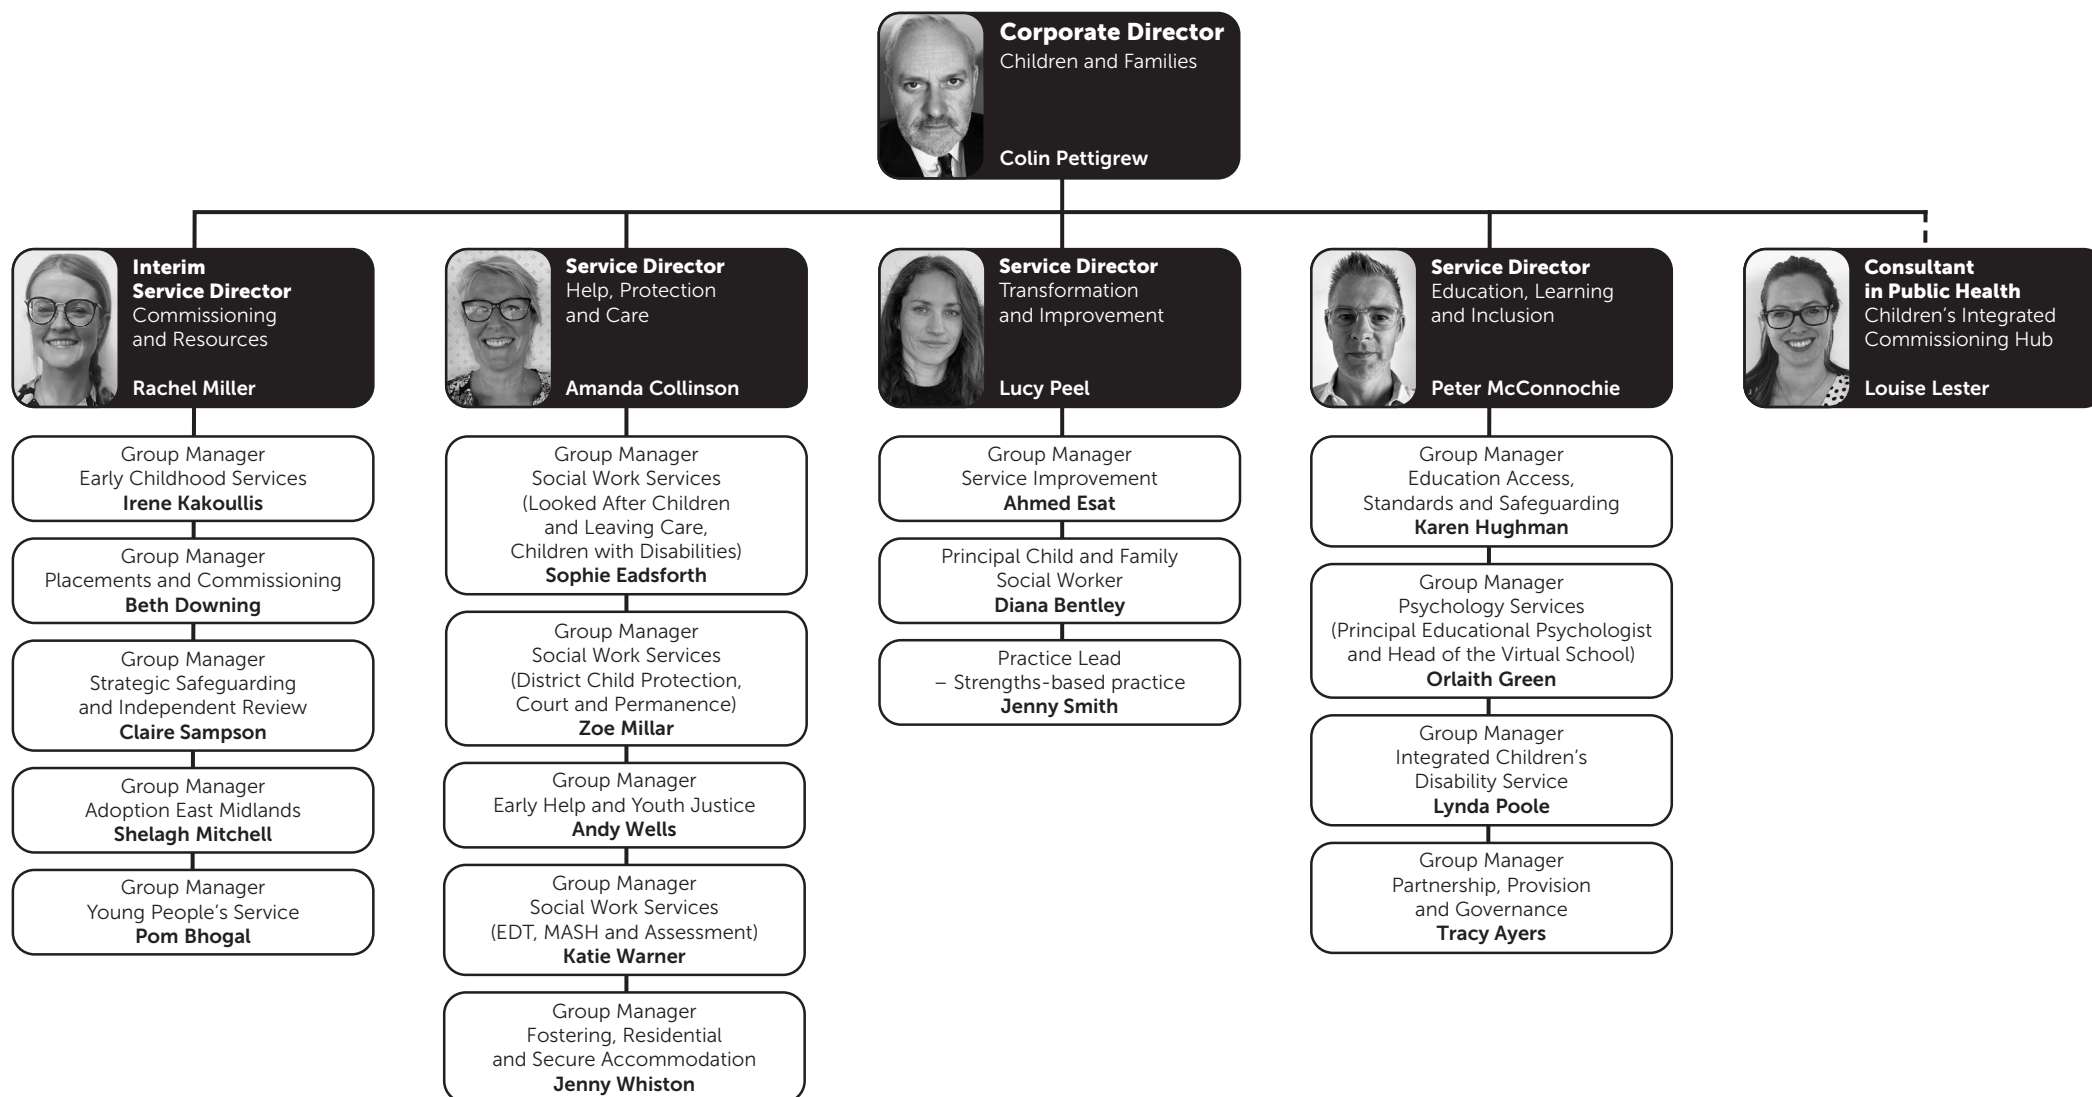 Corporate Director
Children and Families
Colin Pettigrew
Interim
Service Director
Commissioning
and Resources
Rachel Miller
Group Manager
Early Childhood Services
Irene Kakoullis
Group Manager
Placements and Commissioning
Beth Downing
Group Manager
Strategic Safeguarding
and Independent Review
Claire Sampson
Group Manager
Adoption East Midlands
Shelagh Mitchell
Group Manager
Young People’s Service
Pom Bhogal
Service Director
Help, Protection
and Care
Amanda Collinson
Group Manager
Social Work Services
(Looked After Children
and Leaving Care,
Children with Disabilities)
Sophie Eadsforth
Group Manager
Social Work Services
(District Child Protection,
Court and Permanence)
Zoe Millar
Group Manager
Early Help and Youth Justice
Andy Wells
Group Manager
Social Work Services
(EDT, MASH and Assessment)
Katie Warner
Group Manager
Fostering, Residential
and Secure Accommodation
Jenny Whiston
Service Director
Transformation
and Improvement
Lucy Peel
Group Manager
Service Improvement
Ahmed Esat
Principal Child and Family
Social Worker
Diana Bentley
Practice Lead
– Strengths-based practice
Jenny Smith
Service Director
Education, Learning
and Inclusion
Peter McConnochie
Group Manager
Education Access,
Standards and Safeguarding
Karen Hughman
Group Manager
Psychology Services
(Principal Educational Psychologist
and Head of the Virtual School)
Orlaith Green
Group Manager
Integrated Children’s
Disability Service
Lynda Poole
Group Manager
Partnership, Provision
and Governance
Tracy Ayers
Consultant
in Public Health
Children’s Integrated
Commissioning Hub
Louise Lester